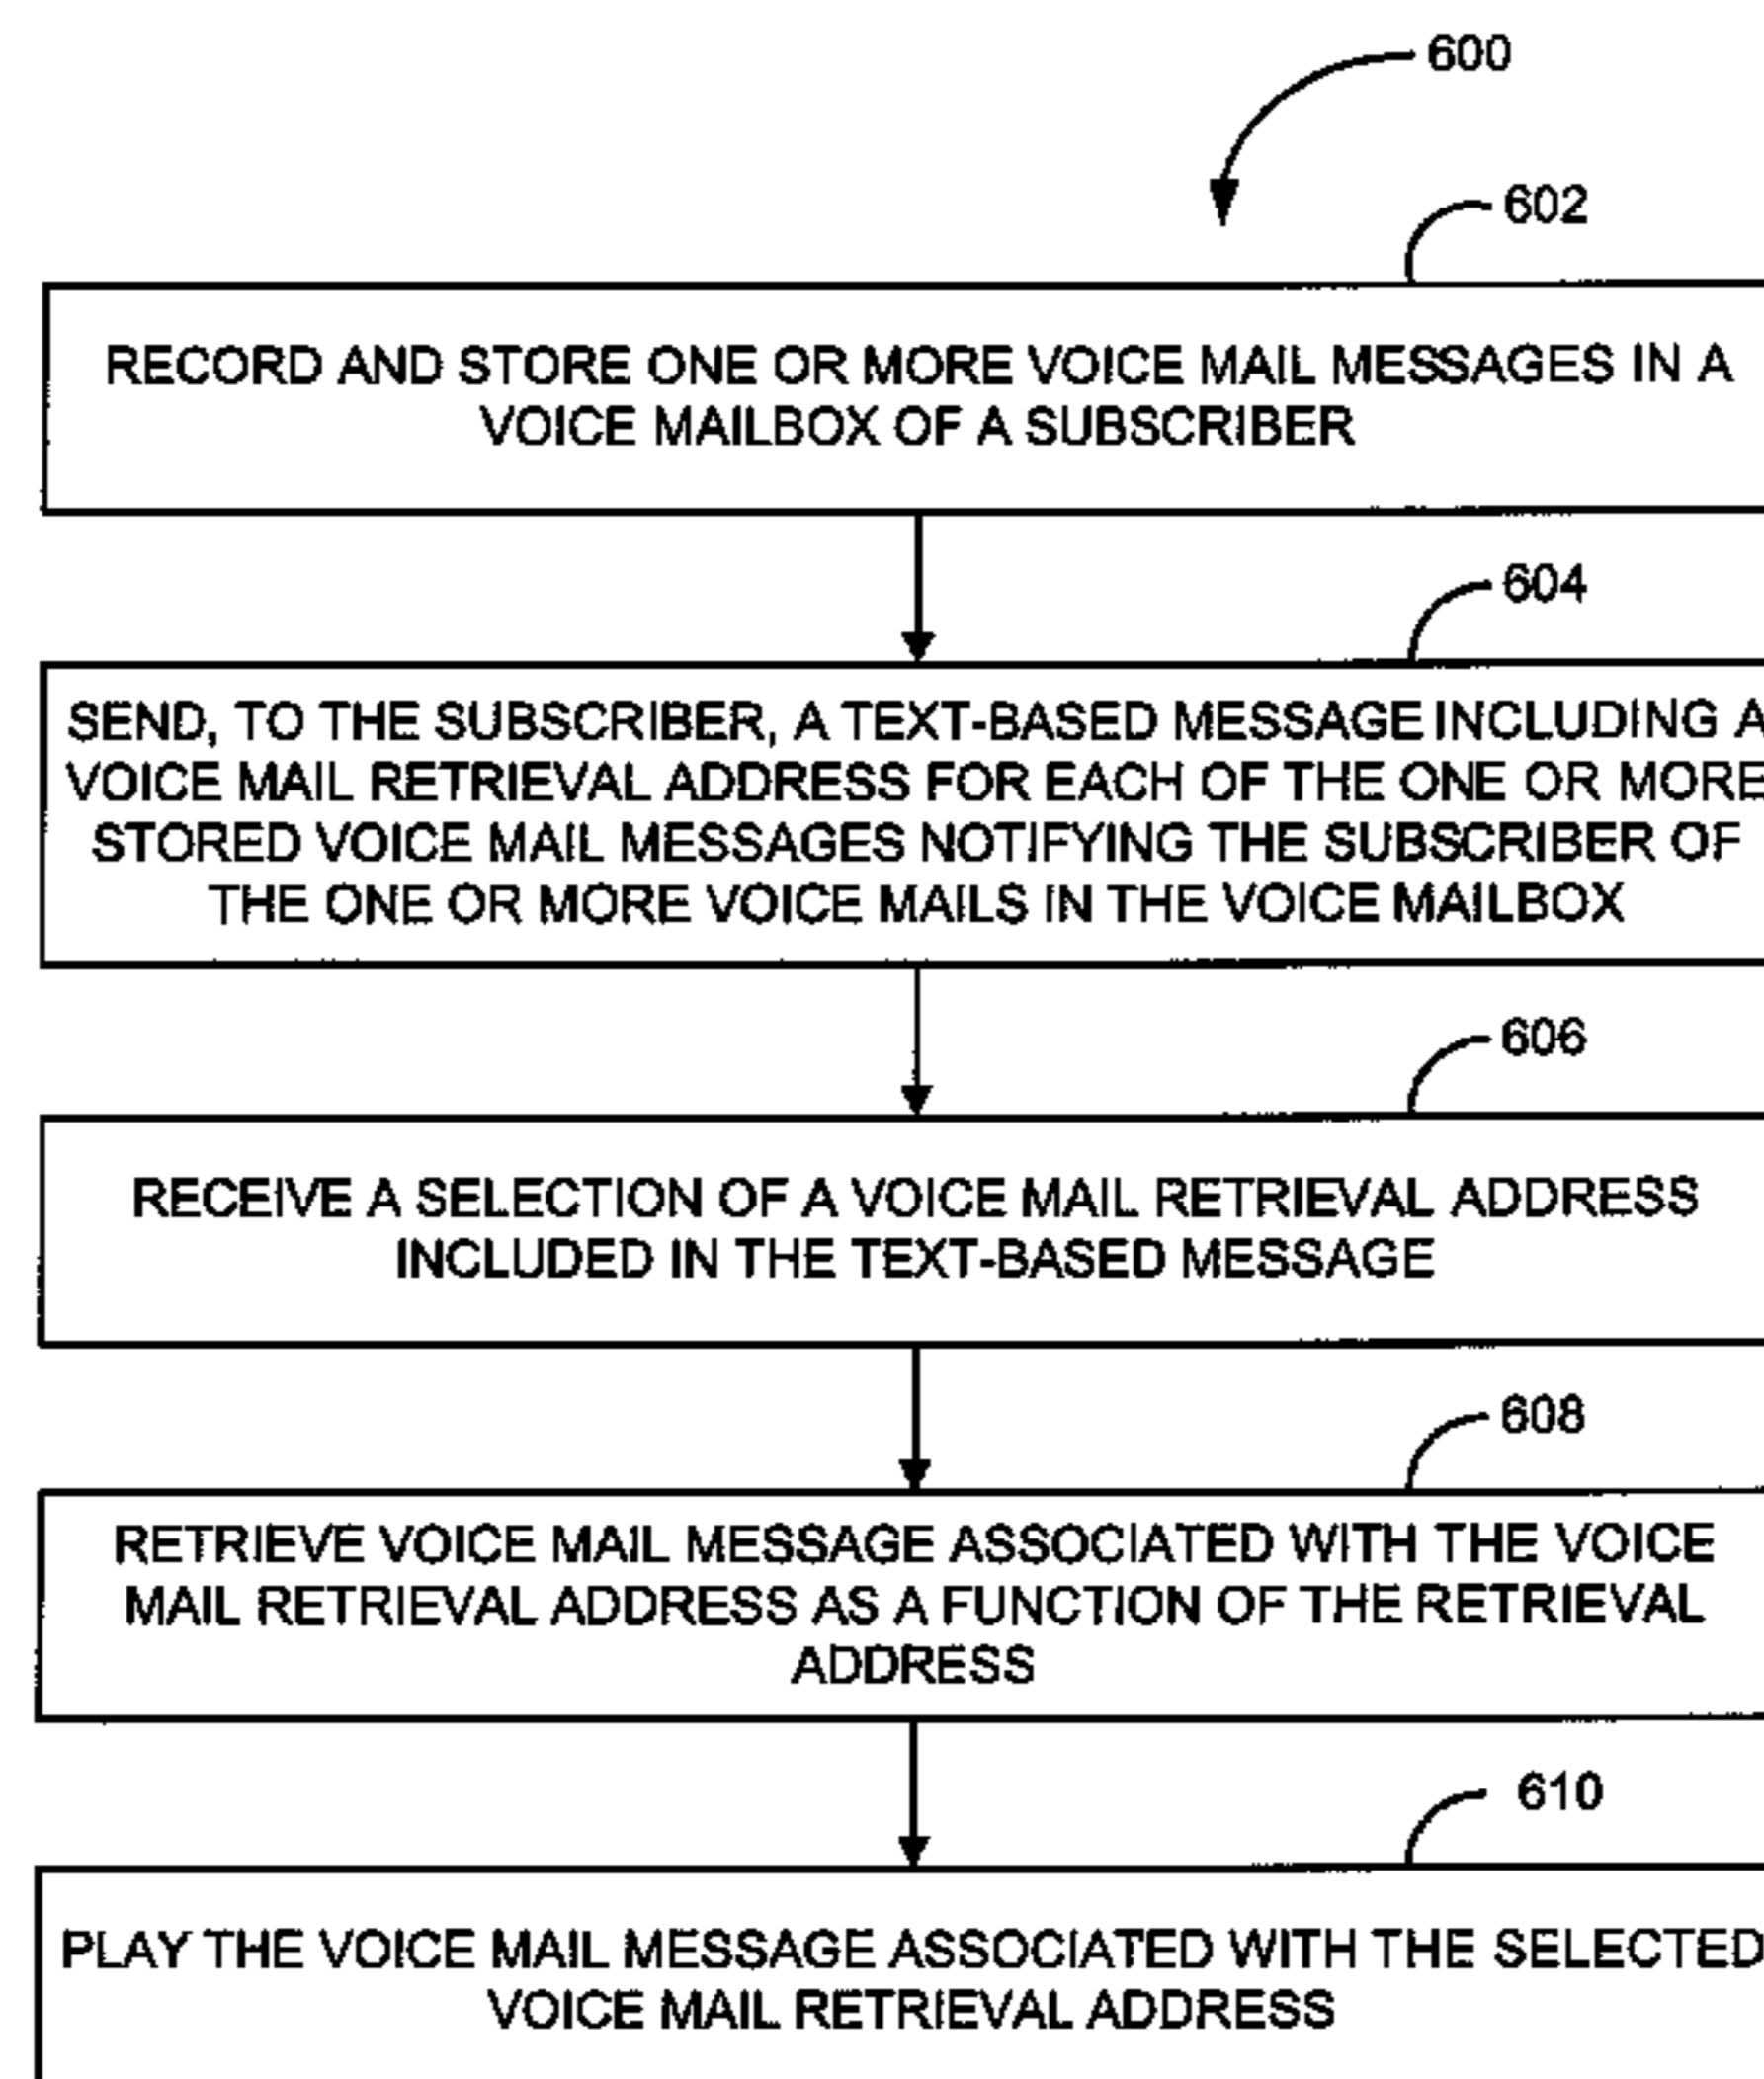 600
602
RECORD AND STORE ONE OR MORE VOICE MAIL MESSAGES IN A
VOICE MAILBOX OF A SUBSCRIBER
604
SEND, TO THE SUBSCRIBER, A TEXT-BASED MESSAGE INCLUDING A
VOICE MAIL RETRIEVAL ADDRESS FOR EACH OF THE ONE OR MORE
STORED VOICE MAIL MESSAGES NOTIFYING THE SUBSCRIBER OF
THE ONE OR MORE VOICE MAILS IN THE VOICE MAILBOX
606
RECEIVE A SELECTION OF A VOICE MAIL RETRIEVAL ADDRESS
INCLUDED IN THE TEXT-BASED MESSAGE
608
RETRIEVE VOICE MAIL MESSAGE ASSOCIATED WITH THE VOICE
MAIL RETRIEVAL ADDRESS AS A FUNCTION OF THE RETRIEVAL
ADDRESS
610
PLAY THE VOICE MAIL MESSAGE ASSOCIATED WITH THE SELECTED
VOICE MAIL RETRIEVAL ADDRESS